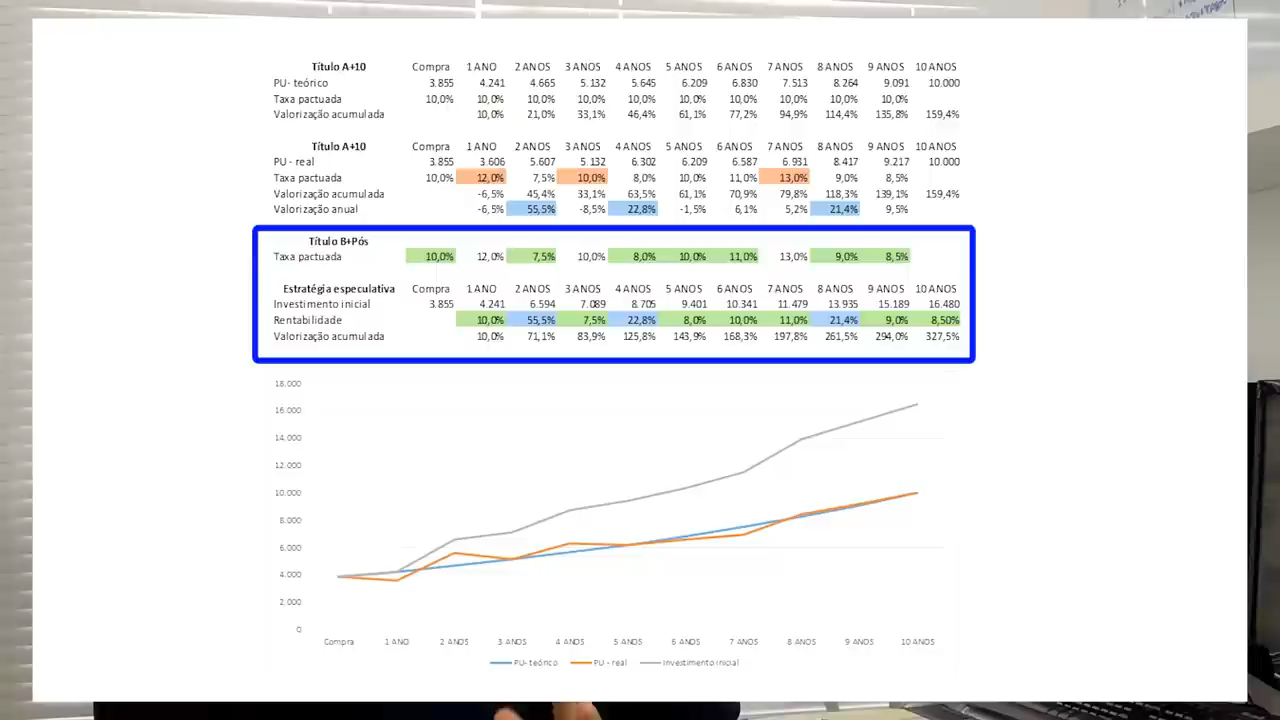 Título A+10 Compra 1 ANO 2 ANOS 3 ANOS 4 ANOS 5 ANOS 6 ANOS 7 ANOS 8 ANOS 9 ANOS 10 ANOS
PU- teórico 3.855 4.241 4.665 5.132 5.645 6.209 6.830 7.513 8.264 9.091 10.000
Taxa pactuada 10,0% 10,0% 10,0% 10,0% 10,0% 10,0% 10,0% 10,0% 10,0% 10,0%
Valorização acumulada 10,0% 21,0% 33,1% 46,4% 61,1% 77,2% 94,9% 114,4% 135,8% 159,4%
Título A+10 Compra 1 ANO 2 ANOS 3 ANOS 4 ANOS 5 ANOS 6 ANOS 7 ANOS 8 ANOS 9 ANOS 10 ANOS
PU - real 3.855 3.606 5.607 5.132 6.302 6.209 6.587 6.931 8.417 9.217 10.000
Taxa pactuada 10,0% 12,0% 7,5% 10,0% 8,0% 10,0% 11,0% 13,0% 9,0% 8,5%
Valorização acumulada -6,5% 45,4% 33,1% 63,5% 61,1% 70,9% 79,8% 118,3% 139,1% 159,4%
Valorização anual -6,5% 55,5% -8,5% 22,8% -1,5% 6,1% 5,2% 21,4% 9,5%
Título B+Pós
Taxa pactuada 10,0% 12,0% 7,5% 10,0% 8,0% 10,0% 11,0% 13,0% 9,0% 8,5%
Estratégia especulativa Compra 1 ANO 2 ANOS 3 ANOS 4 ANOS 5 ANOS 6 ANOS 7 ANOS 8 ANOS 9 ANOS 10 ANOS
Investimento inicial 3.855 4.241 6.594 7.089 8.705 9.401 10.341 11.479 13.935 15.189 16.480
Rentabilidade 10,0% 55,5% 7,5% 22,8% 8,0% 10,0% 11,0% 21,4% 9,0% 8,50%
Valorização acumulada 10,0% 71,1% 83,9% 125,8% 143,9% 168,3% 197,8% 261,5% 294,0% 327,5%
18.000
16.000
14.000
12.000
10.000
8.000
6.000
4.000
2.000
0
Compra 1 ANO 2 ANOS 3 ANOS 4 ANOS 5 ANOS 6 ANOS 7 ANOS 8 ANOS 9 ANOS 10 ANOS
PU- teórico PU - real Investimento inicial